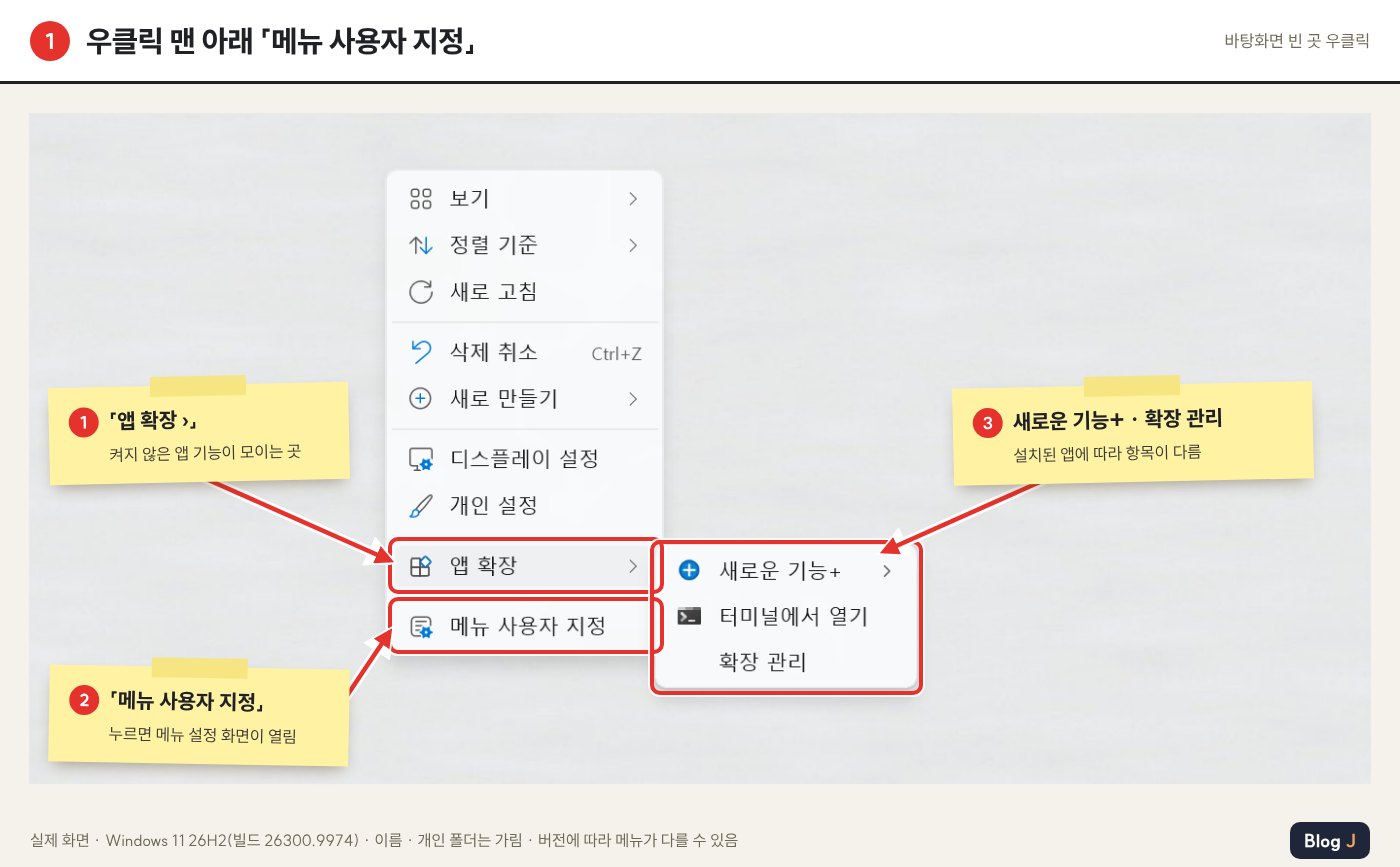 1 우클릭 맨 아래 「메뉴 사용자 지정」
바탕화면 빈 곳 우클릭
보기
정렬 기준
새로 고침
삭제 취소 Ctrl+Z
새로 만들기
디스플레이 설정
개인 설정
앱 확장
메뉴 사용자 지정
새로운 기능+
터미널에서 열기
확장 관리
1 「앱 확장 ›」
켜지 않은 앱 기능이 모이는 곳
2 「메뉴 사용자 지정」
누르면 메뉴 설정 화면이 열림
3 새로운 기능+ · 확장 관리
설치된 앱에 따라 항목이 다름
실제 화면 · Windows 11 26H2(빌드 26300.9974) · 이름 · 개인 폴더는 가림 · 버전에 따라 메뉴가 다를 수 있음
Blog J